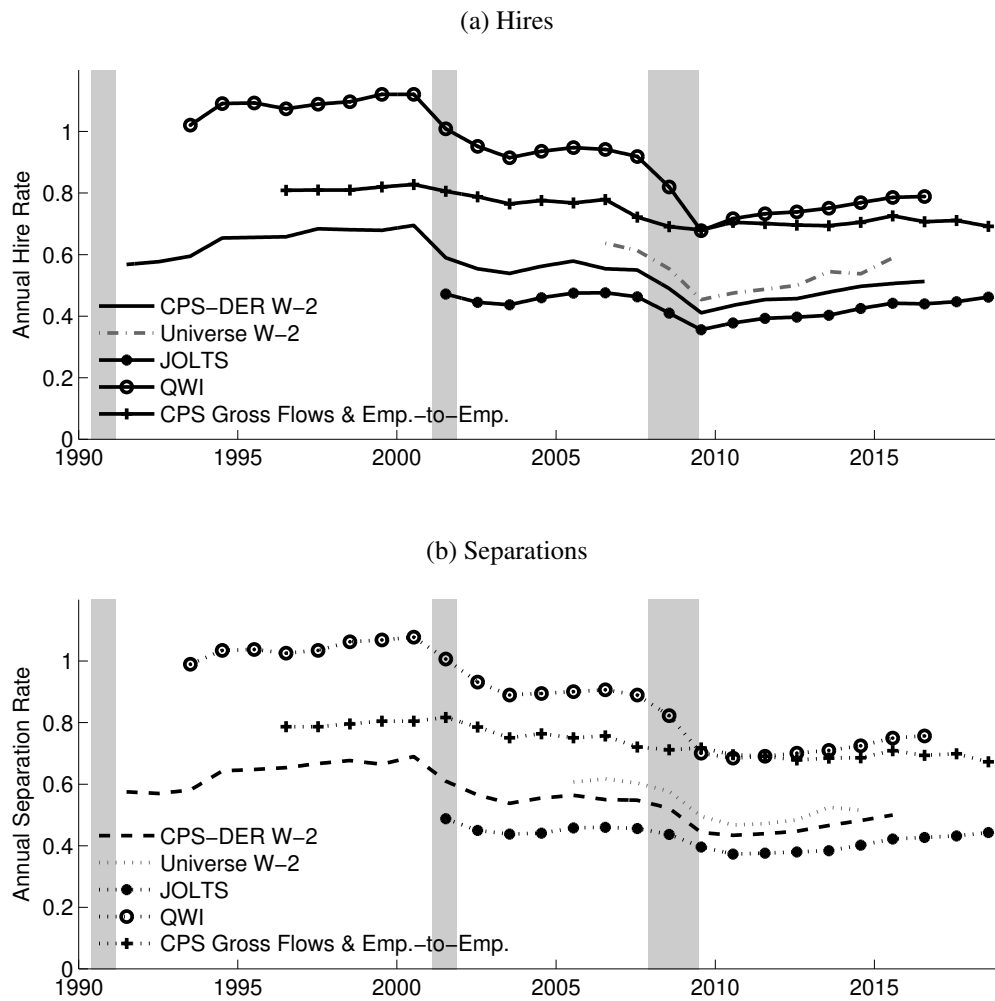 (a) Hires
1
0.8
0.6
0.4
0.2
0
Annual Hire Rate
CPS−DER W−2
Universe W−2
JOLTS
QWI
CPS Gross Flows & Emp.−to−Emp.
1990 1995 2000 2005 2010 2015
(b) Separations
1
0.8
0.6
0.4
0.2
0
Annual Separation Rate
CPS−DER W−2
Universe W−2
JOLTS
QWI
CPS Gross Flows & Emp.−to−Emp.
1990 1995 2000 2005 2010 2015